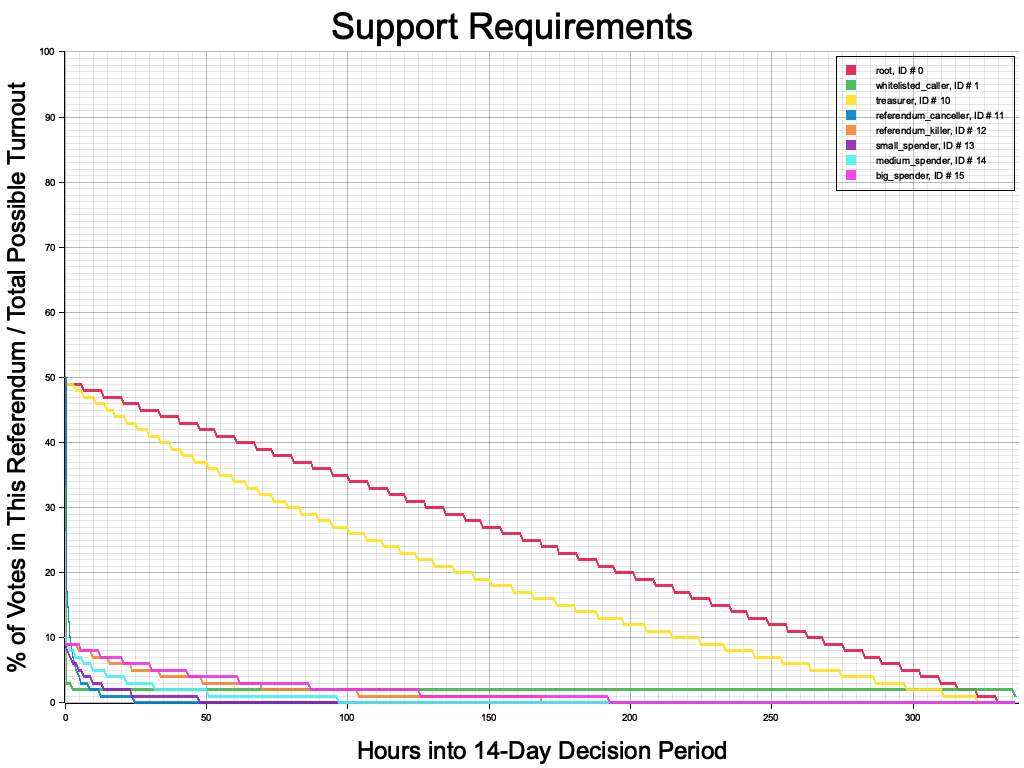 Support Requirements
% of Votes in This Referendum / Total Possible Turnout
100
90
80
70
60
50
40
30
20
10
0
root, ID # 0
whitelisted_caller, ID # 1
treasurer, ID # 10
referendum_canceller, ID # 11
referendum_killer, ID # 12
small_spender, ID # 13
medium_spender, ID # 14
big_spender, ID # 15
0 50 100 150 200 250 300
Hours into 14-Day Decision Period